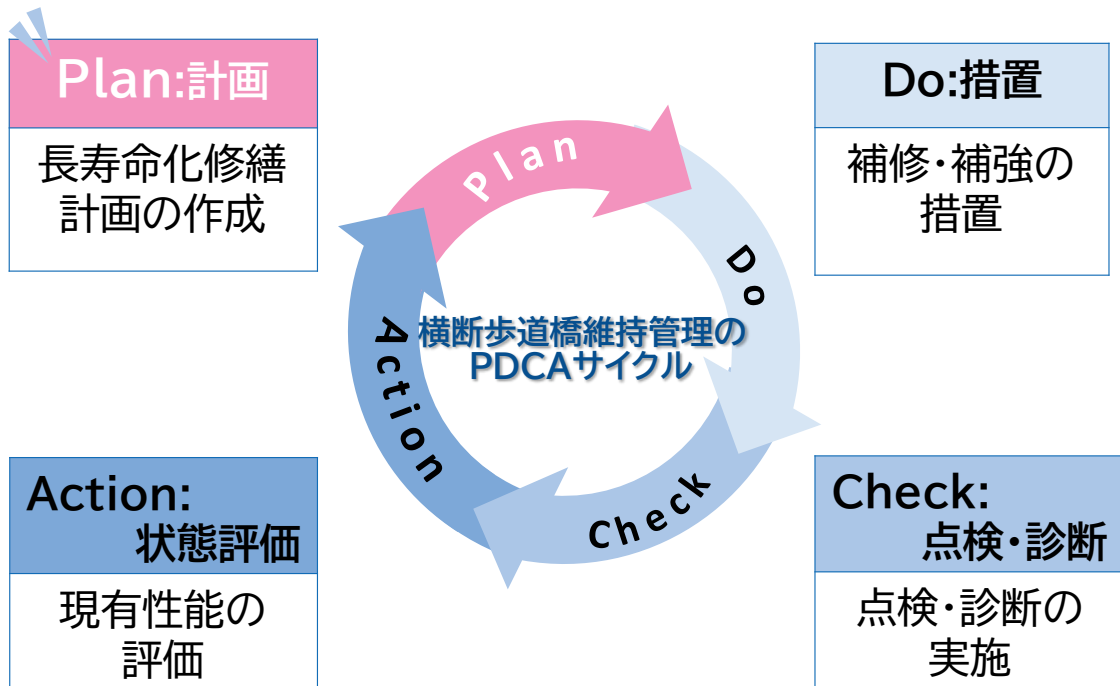 Plan:計画
長寿命化修繕
計画の作成
Do:措置
補修・補強の
措置
Plan
Do
Check
Action
横断歩道橋維持管理の
PDCAサイクル
Action:
状態評価
現有性能の
評価
Check:
点検・診断
点検・診断の
実施